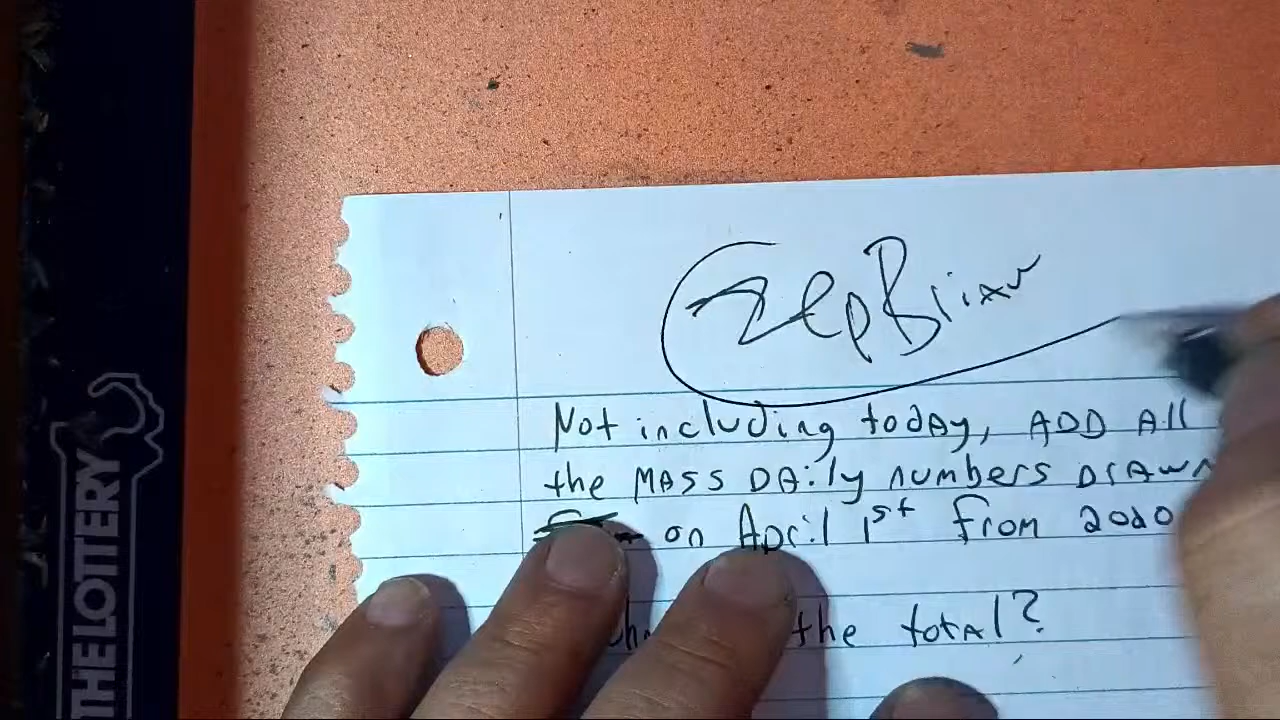 ZepBrian
Not including today, ADD All
the MASS DAily numbers DrAwn
on April 1st from 2020
the total?
THE LOTTERY